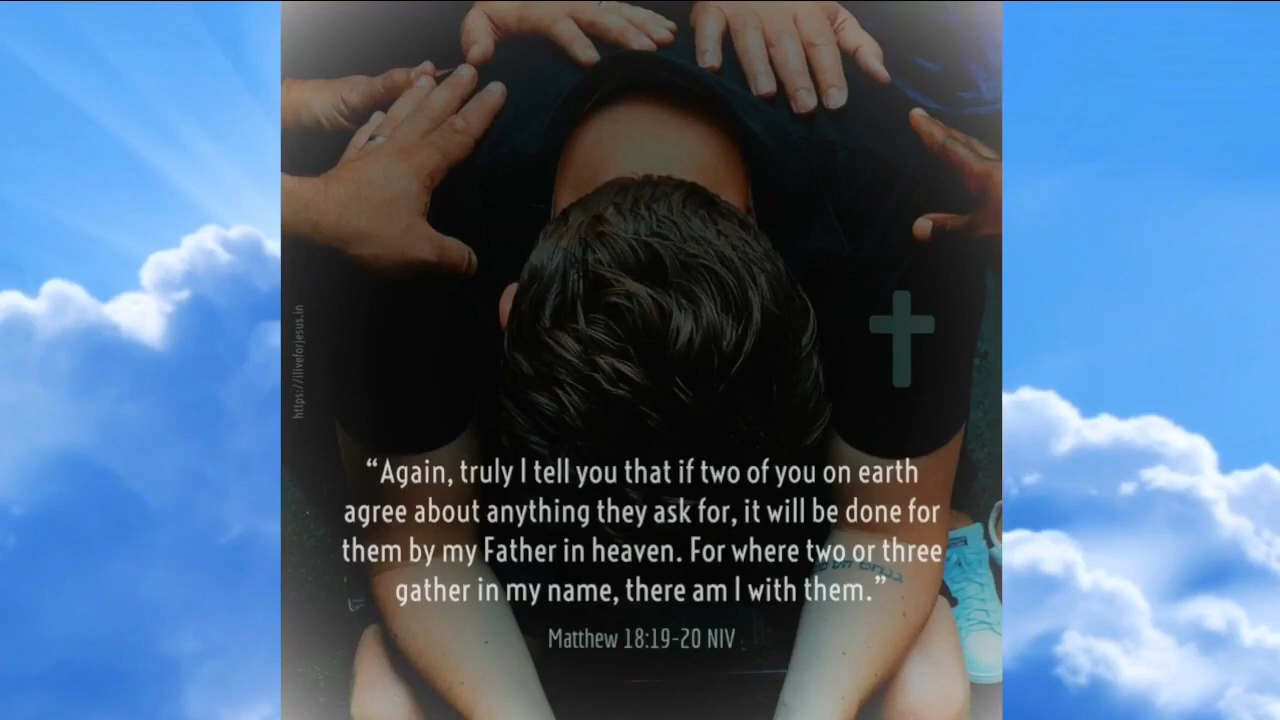 https://iliveforjesus.in
“Again, truly I tell you that if two of you on earth
agree about anything they ask for, it will be done for
them by my Father in heaven. For where two or three
gather in my name, there am I with them.”
Matthew 18:19-20 NIV